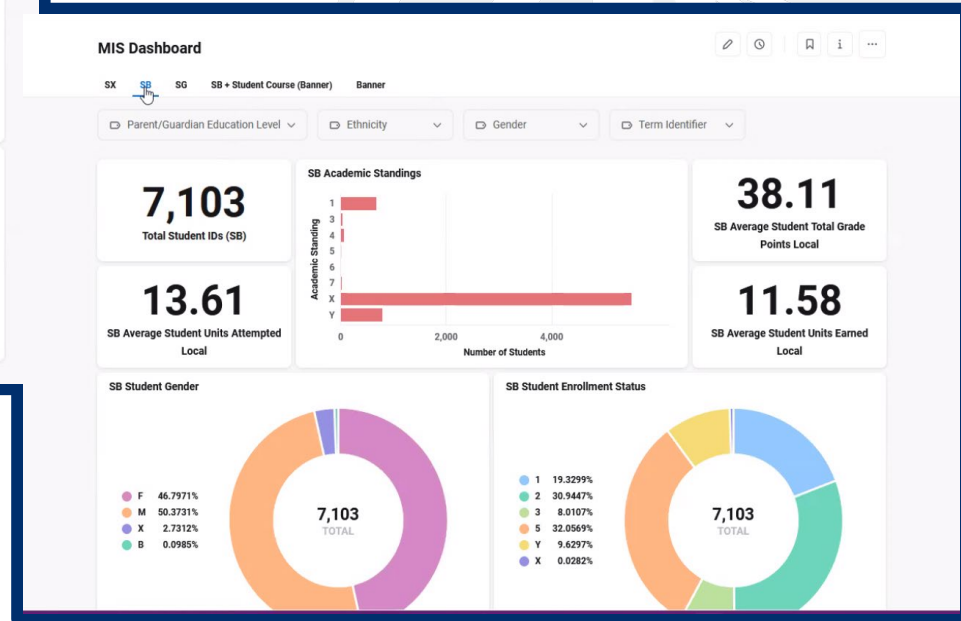 MIS Dashboard
SX SB SG SB + Student Course (Banner) Banner
Parent/Guardian Education Level Ethnicity Gender Term Identifier
7,103
Total Student IDs (SB)
13.61
SB Average Student Units Attempted
Local
SB Academic Standings
Academic Standing
1
3
4
5
6
7
X
Y
0 2,000 4,000
Number of Students
38.11
SB Average Student Total Grade
Points Local
11.58
SB Average Student Units Earned
Local
SB Student Gender
F 46.7971%
M 50.3731%
X 2.7312%
B 0.0985%
7,103
TOTAL
SB Student Enrollment Status
1 19.3299%
2 30.9447%
3 8.0107%
5 32.0569%
Y 9.6297%
X 0.0282%
7,103
TOTAL